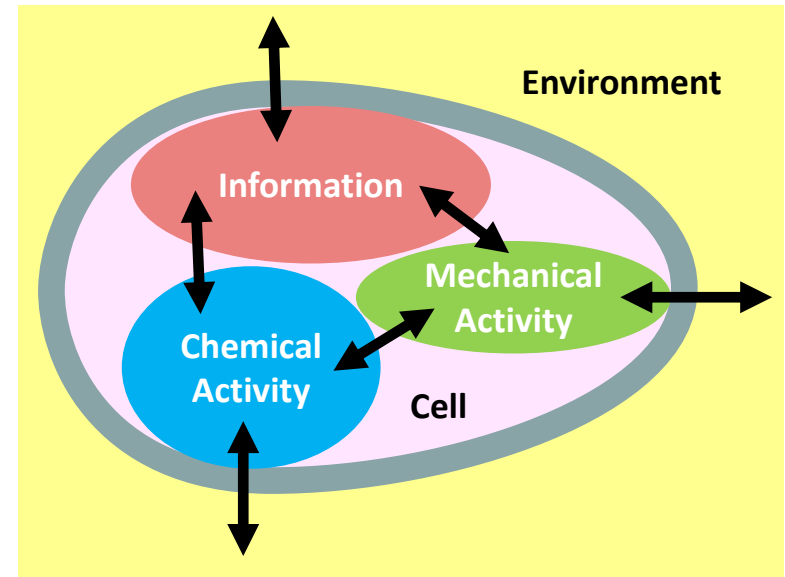 Environment
Information
Mechanical
Activity
Chemical
Activity
Cell